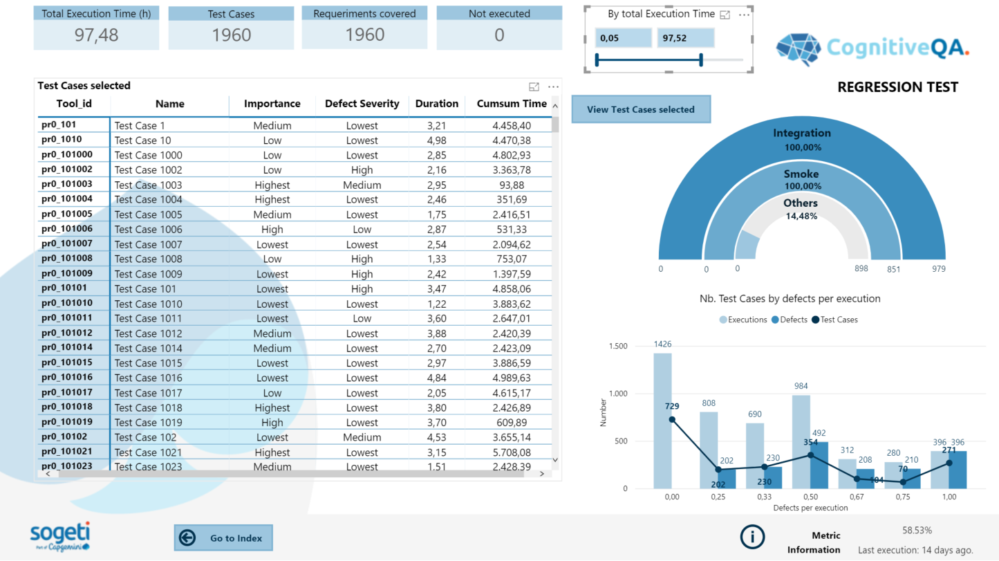 Total Execution Time (h)
97,48
Test Cases
1960
Requeriments covered
1960
Not executed
0
By total Execution Time
0,05 97,52
CognitiveQA.
REGRESSION TEST
Test Cases selected
Tool_id Name Importance Defect Severity Duration Cumsum Time
pr0_101 Test Case 1 Medium Lowest 3,21 4.458,40
pr0_1010 Test Case 10 Low Lowest 4,98 4.470,38
pr0_101000 Test Case 1000 Low Lowest 2,85 4.802,93
pr0_101002 Test Case 1002 Low High 2,16 3.363,78
pr0_101003 Test Case 1003 Highest Medium 2,95 93,88
pr0_101004 Test Case 1004 Highest Lowest 2,46 351,69
pr0_101005 Test Case 1005 Medium Lowest 1,75 2.416,51
pr0_101006 Test Case 1006 High Low 2,87 531,33
pr0_101007 Test Case 1007 Lowest Lowest 2,54 2.094,62
pr0_101008 Test Case 1008 Low High 1,33 753,07
pr0_101009 Test Case 1009 Lowest High 2,42 1.397,59
pr0_10101 Test Case 101 Lowest High 3,47 4.858,06
pr0_101010 Test Case 1010 Lowest Lowest 1,22 3.883,62
pr0_101011 Test Case 1011 Lowest Low 3,60 2.647,01
pr0_101012 Test Case 1012 Medium Lowest 3,88 2.420,39
pr0_101014 Test Case 1014 Medium Lowest 2,70 2.423,09
pr0_101015 Test Case 1015 Lowest Lowest 2,97 3.886,59
pr0_101016 Test Case 1016 Lowest Lowest 4,84 4.989,63
pr0_101017 Test Case 1017 Low Lowest 2,05 4.615,17
pr0_101018 Test Case 1018 Highest Lowest 3,80 2.426,89
pr0_101019 Test Case 1019 High Lowest 3,70 609,89
pr0_10102 Test Case 102 Lowest Medium 4,53 3.655,14
pr0_101021 Test Case 1021 Highest Lowest 3,15 5.708,08
pr0_101023 Test Case 1023 Medium Lowest 1,51 2.428,39
View Test Cases selected
Integration
100,00%
Smoke
100,00%
Others
14,48%
0 0 0 898 851 979
Nb. Test Cases by defects per execution
Executions Defects Test Cases
Number
1.500
1.000
500
0
1426
729
808
202
202
690
230
230
984
492
354
312
208
104
280
210
70
396 396
271
0,00 0,25 0,33 0,50 0,67 0,75 1,00
Defects per execution
sogeti
Part of Capgemini
Go to Index
i
Metric
Information
58.53%
Last execution: 14 days ago.